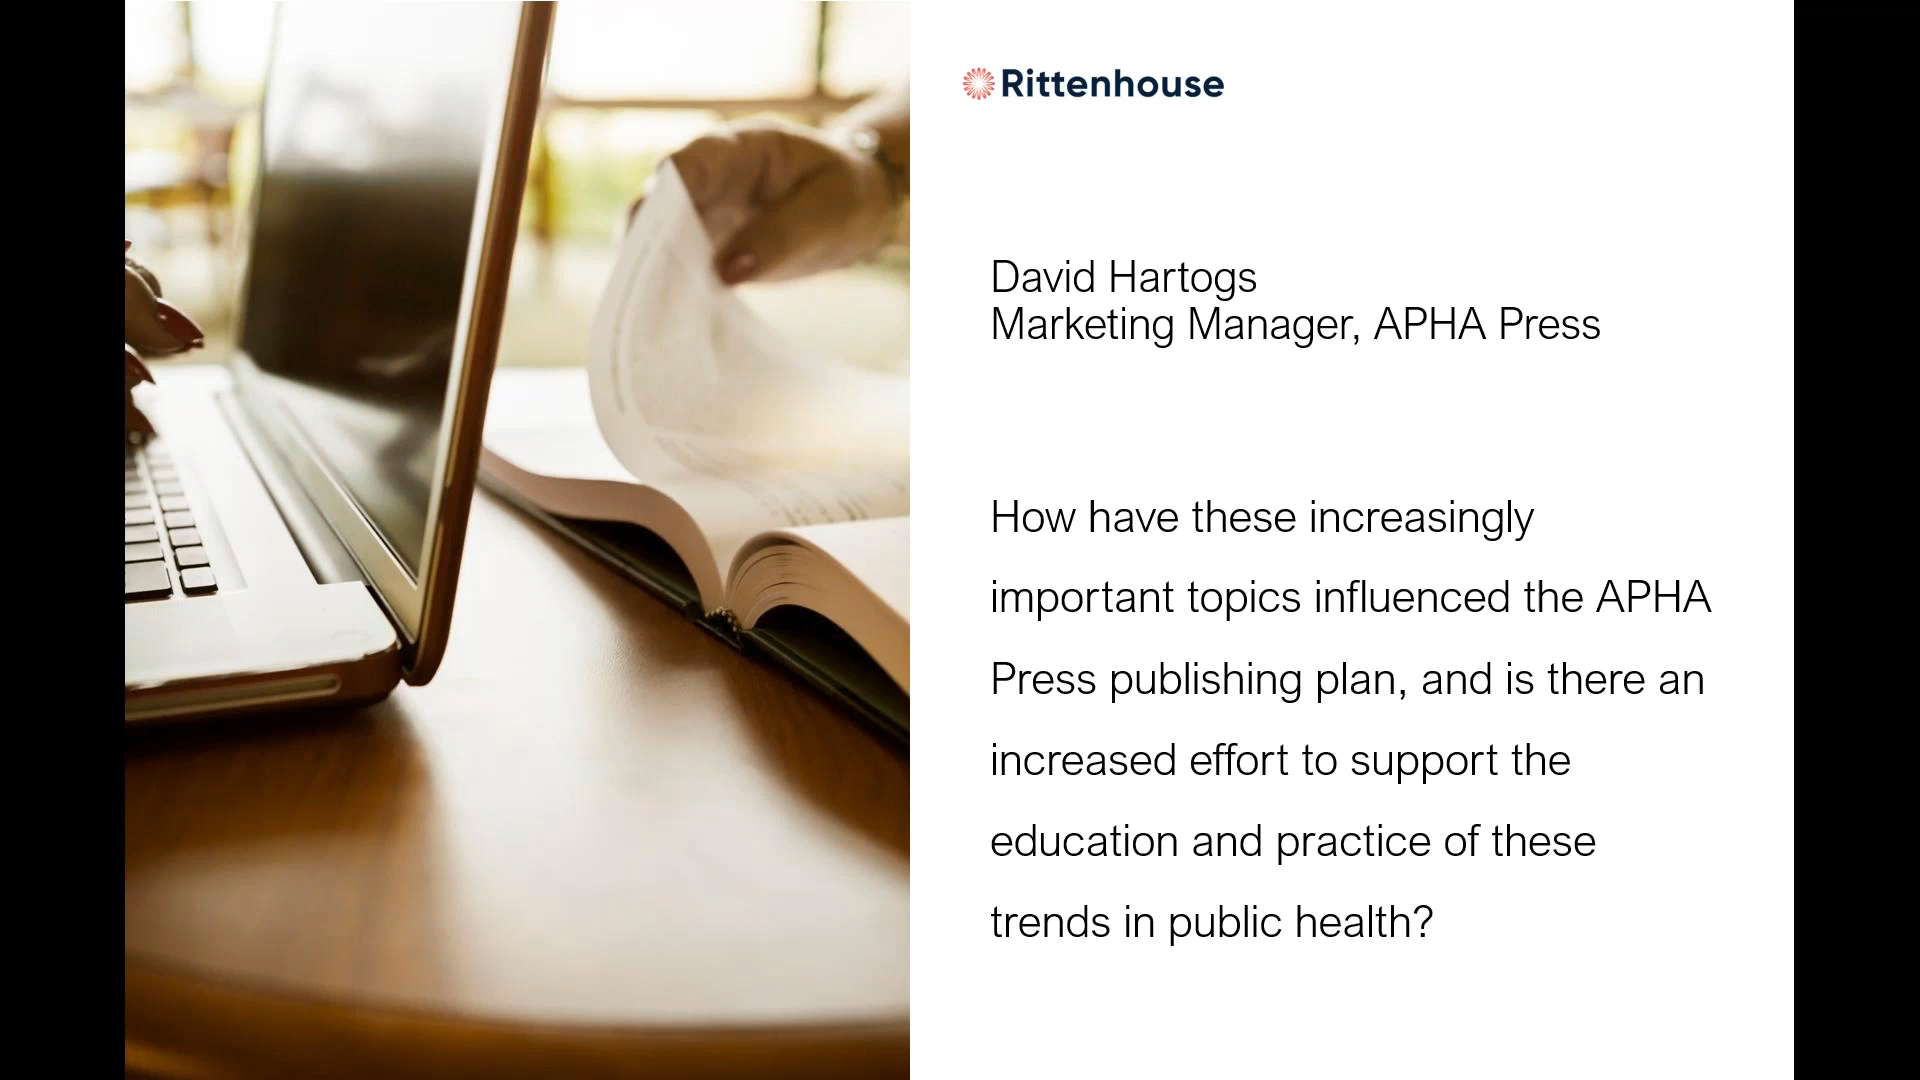 Rittenhouse
David Hartogs
Marketing Manager, APHA Press
How have these increasingly
important topics influenced the APHA
Press publishing plan, and is there an
increased effort to support the
education and practice of these
trends in public health?